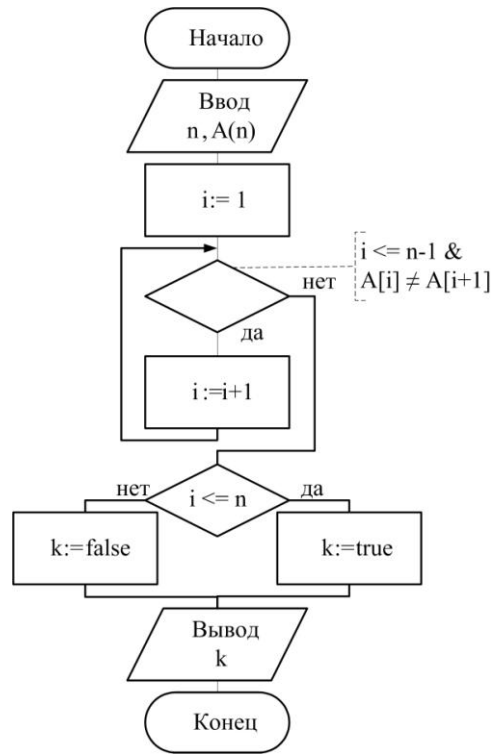 Начало
Ввод
n, A(n)
i:= 1
i <= n-1 &
A[i] ≠ A[i+1]
нет
да
i:=i+1
нет
i <= n
да
k:=false
k:=true
Вывод
k
Конец